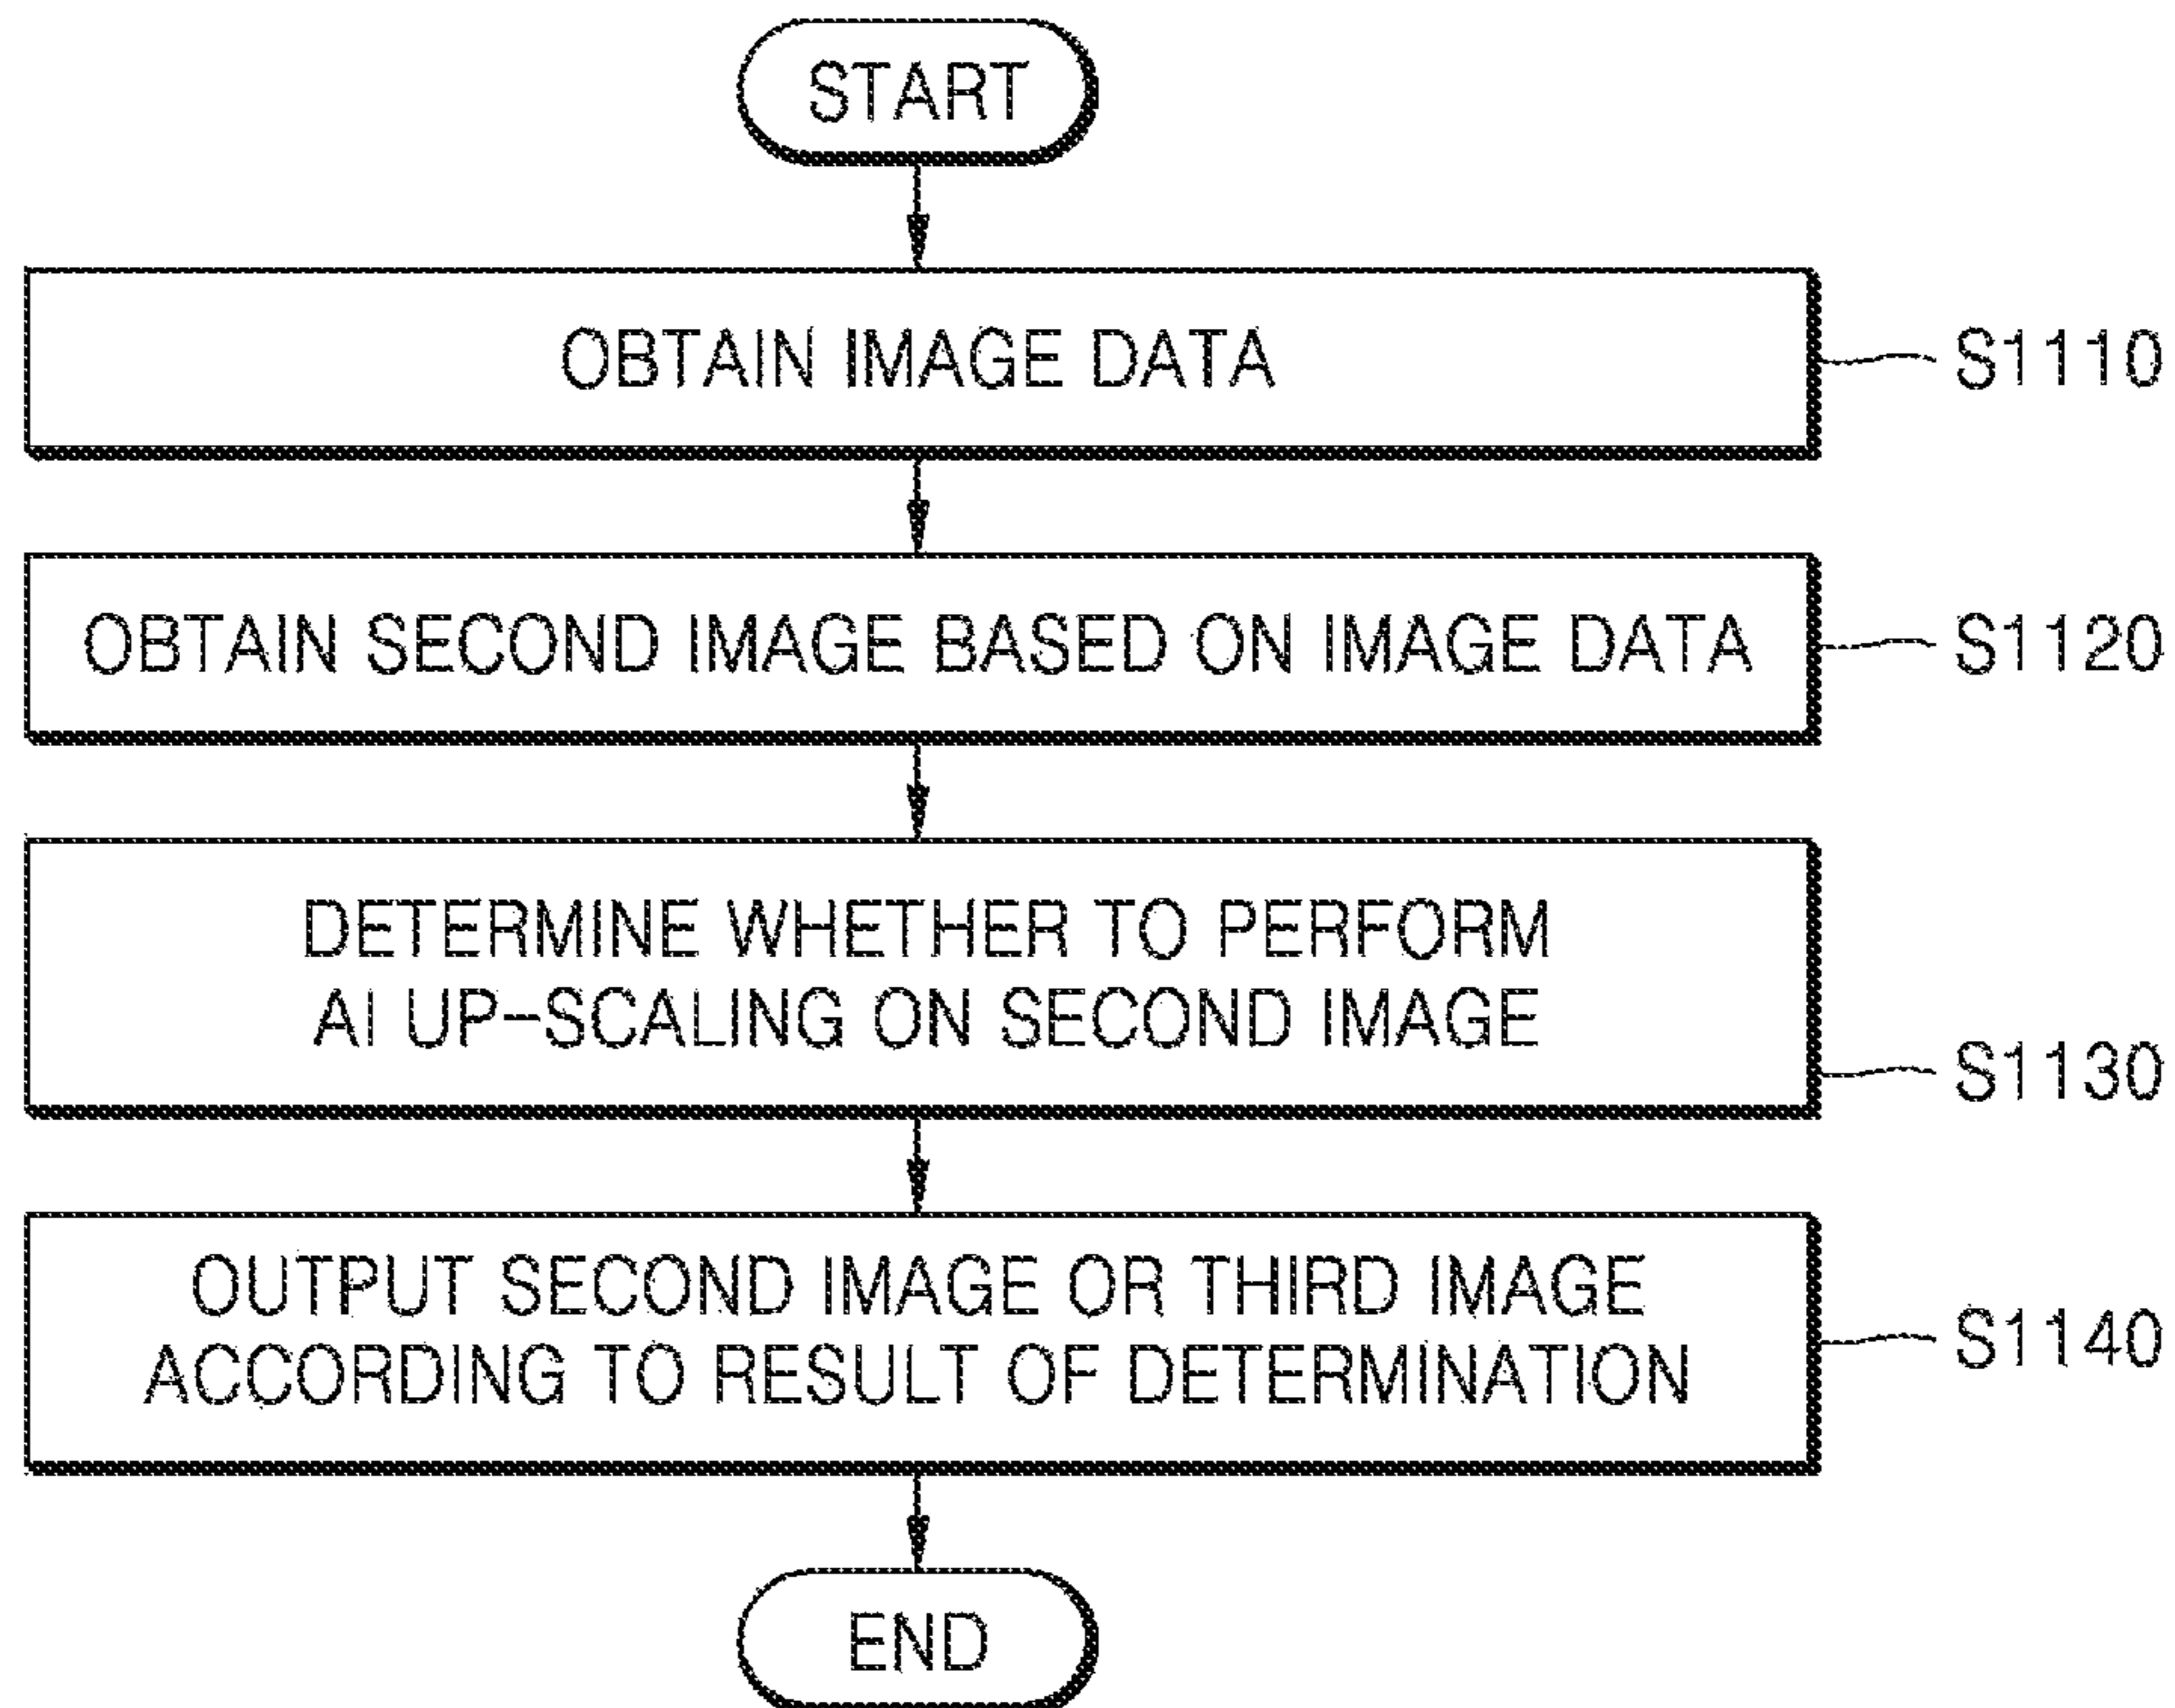 START
OBTAIN IMAGE DATA
S1110
OBTAIN SECOND IMAGE BASED ON IMAGE DATA
S1120
DETERMINE WHETHER TO PERFORM
AI UP-SCALING ON SECOND IMAGE
S1130
OUTPUT SECOND IMAGE OR THIRD IMAGE
ACCORDING TO RESULT OF DETERMINATION
S1140
END